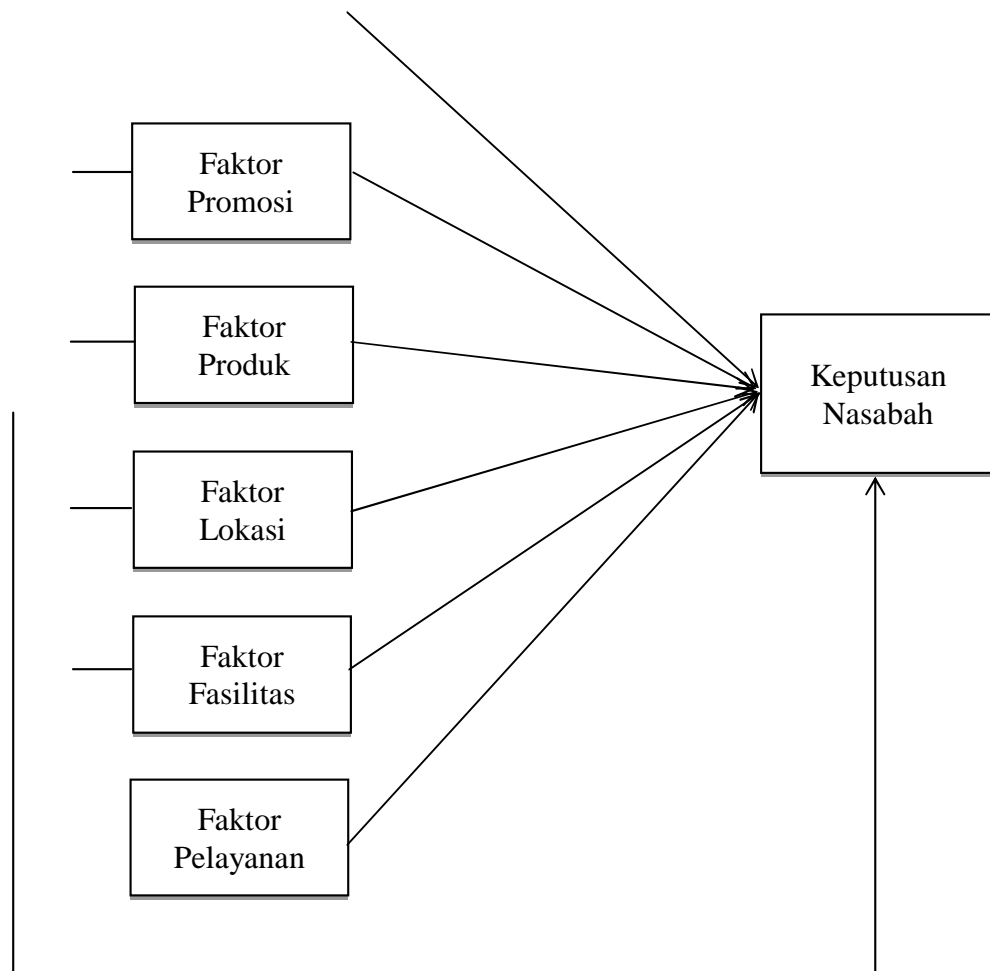 Faktor
Promosi
Faktor
Produk
Keputusan
Nasabah
Faktor
Lokasi
Faktor
Fasilitas
Faktor
Pelayanan